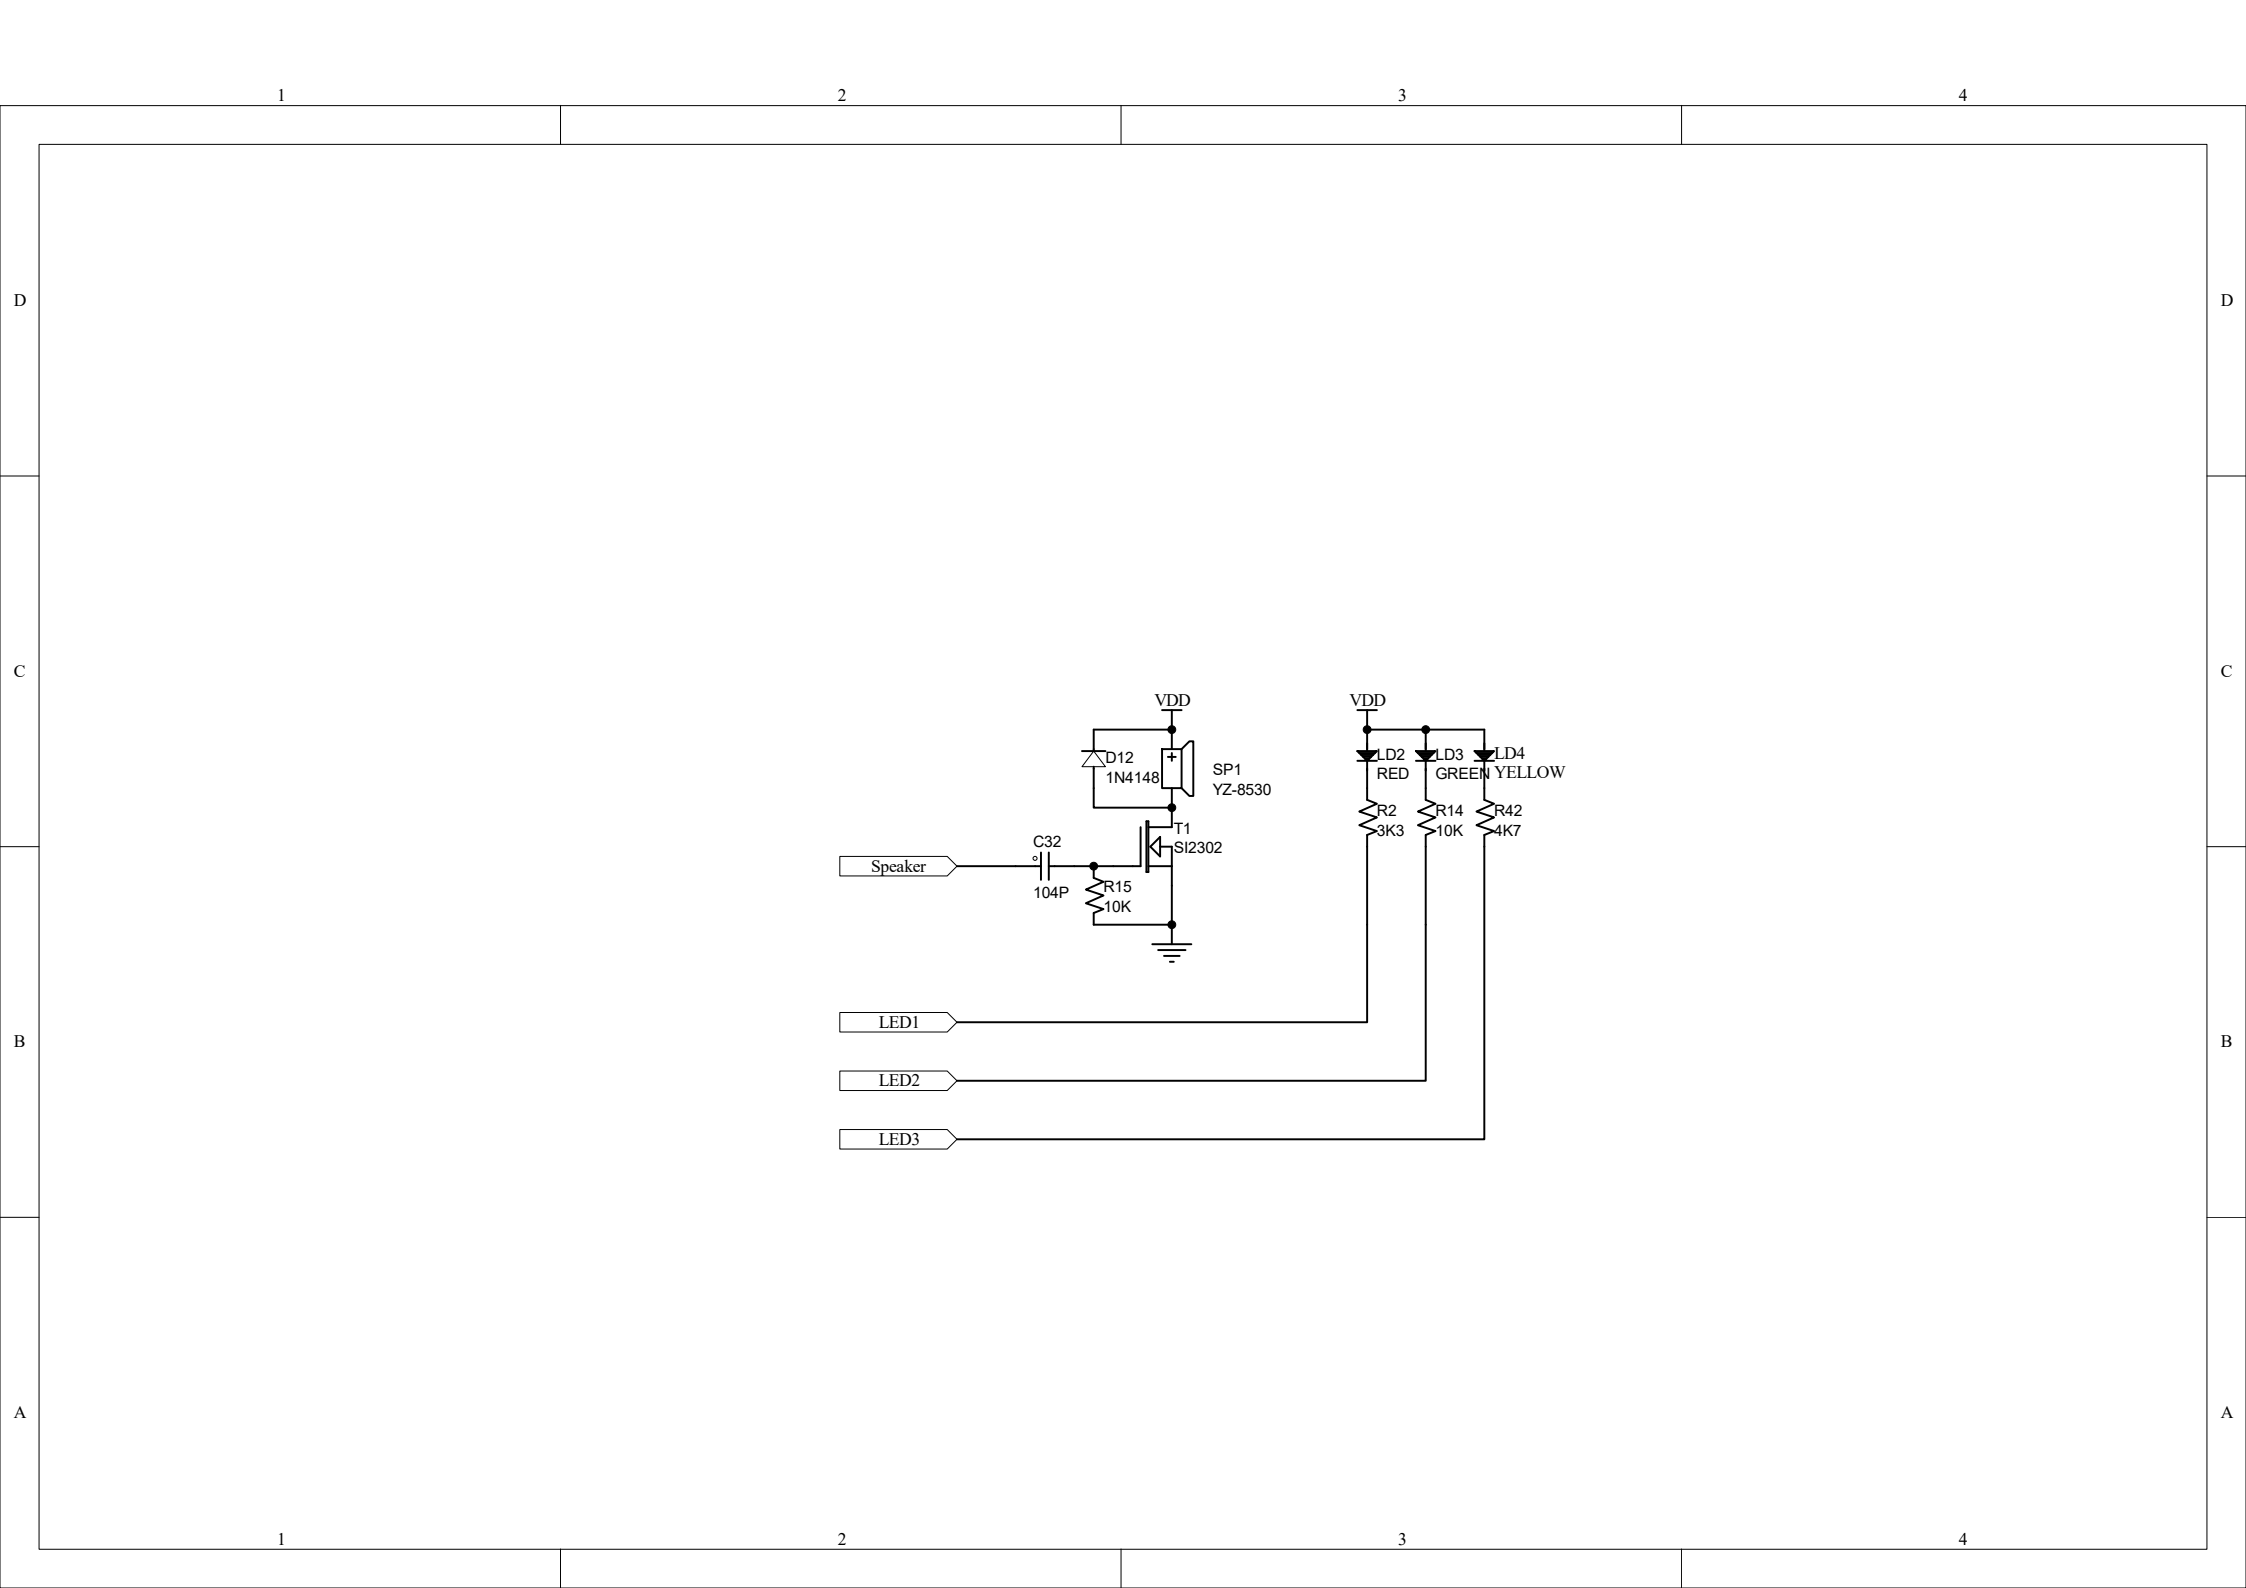 1 2 3 4
D D
C C
VDD VDD
D12
1N4148
SP1
YZ-8530
LD2
RED
LD3
GREEN
LD4
YELLOW
R2
3K3
R14
10K
R42
4K7
T1
SI2302
C32
104P
Speaker
R15
10K
LED1
B B
LED2
LED3
A A
1 2 3 4